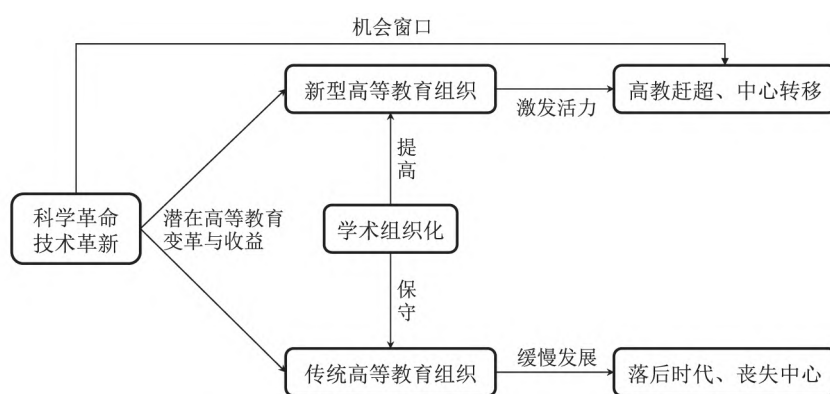 机会窗口
新型高等教育组织
激发活力
高教赶超、中心转移
提
高
科学革命
技术革新
潜在高等教育
变革与收益
学术组织化
保
守
传统高等教育组织
缓慢发展
落后时代、丧失中心